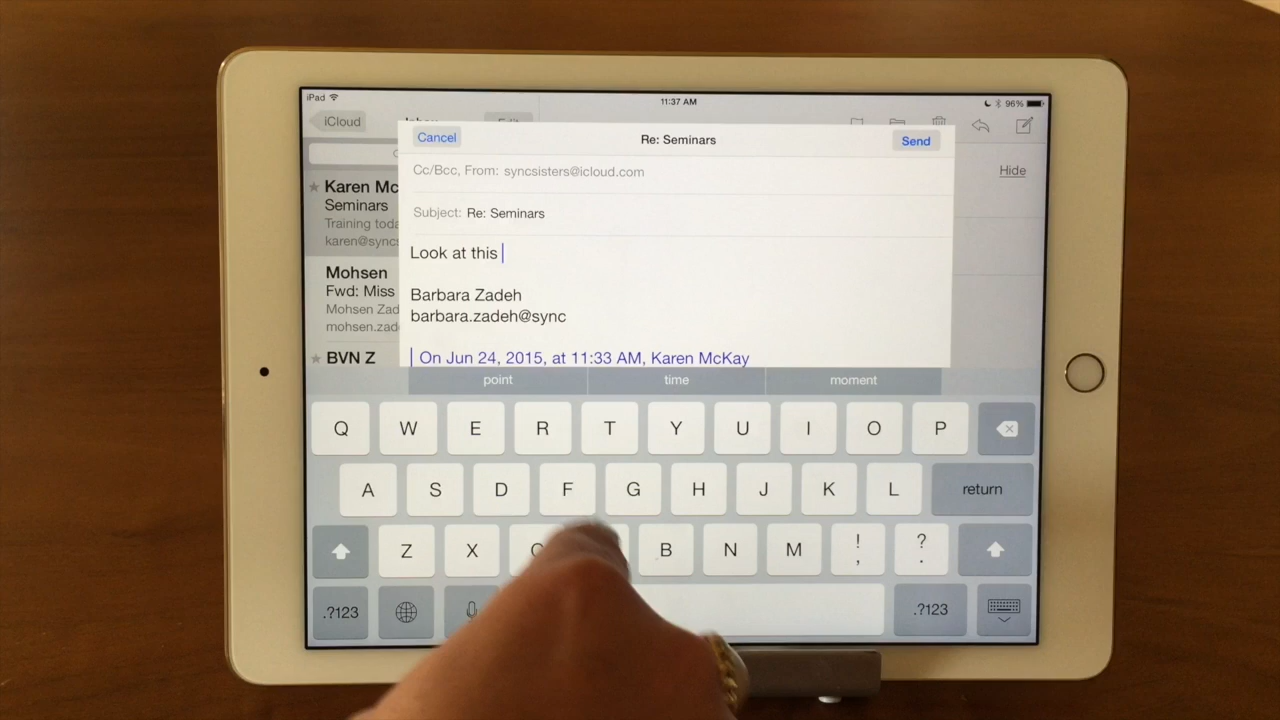 iPad 11:37 AM 96%
iCloud
Cancel Re: Seminars Send
Cc/Bcc, From: syncsisters@icloud.com
Hide
Karen Mc
Seminars
Training toda
karen@syncs
Subject: Re: Seminars
Look at this
Mohsen
Fwd: Miss
Mohsen Zad
mohsen.zade
Barbara Zadeh
barbara.zadeh@sync
BVN Z
On Jun 24, 2015, at 11:33 AM, Karen McKay
point time moment
Q W E R T Y U I O P
A S D F G H J K L return
Z X B N M ! , ? .
.?123 .?123